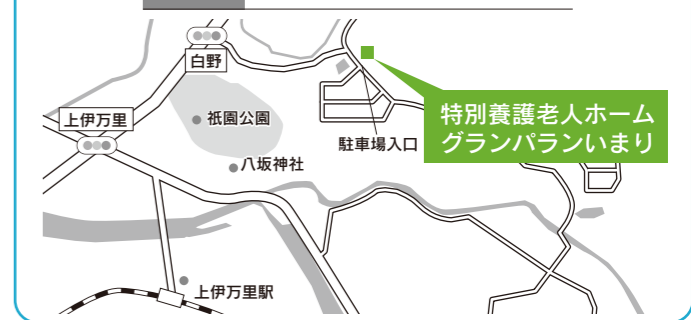 白野
上伊万里
祇園公園
八坂神社
駐車場入口
特別養護老人ホーム
グランパランいまり
上伊万里駅